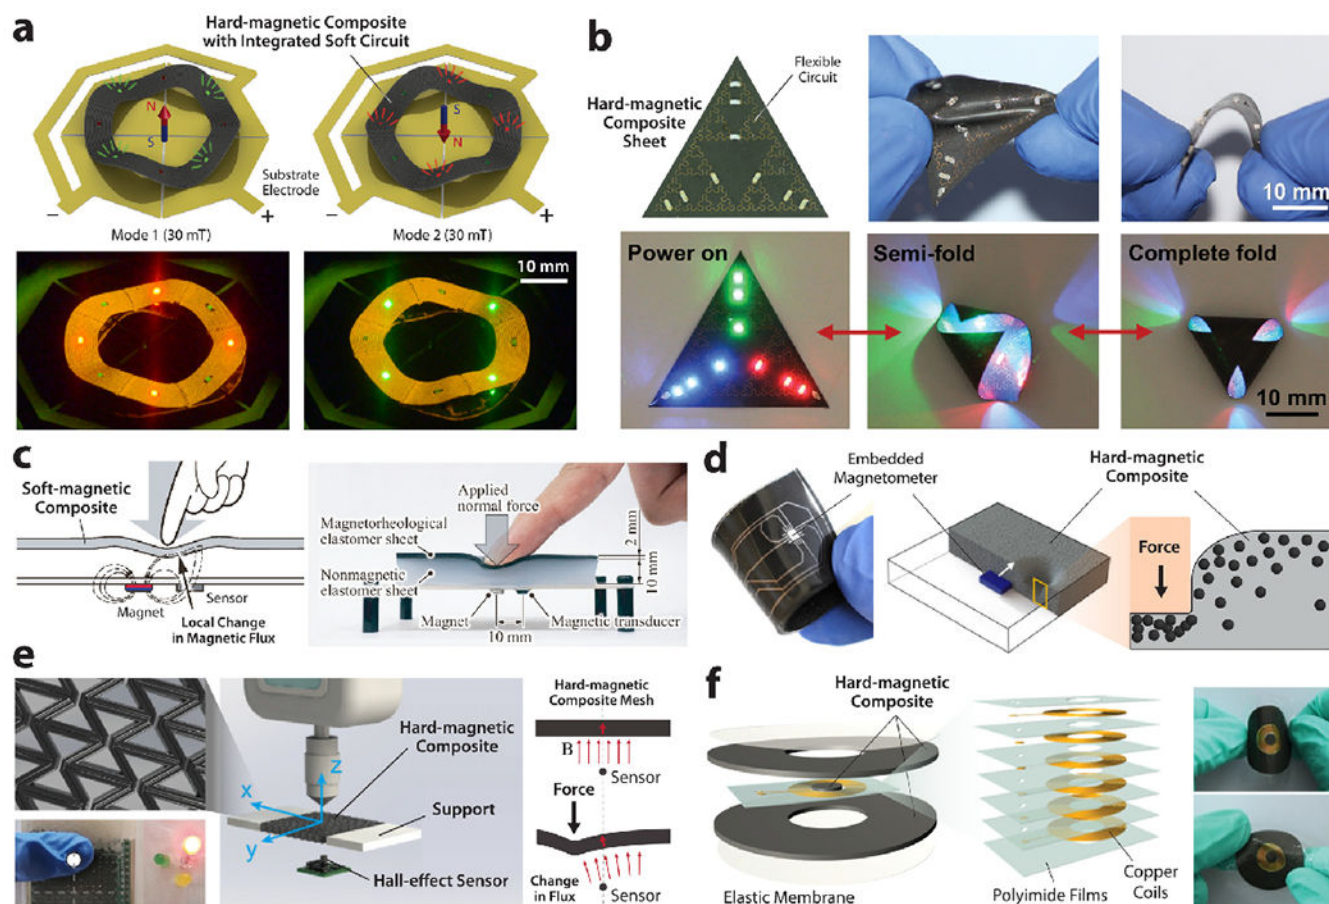 a
Hard-magnetic Composite
with Integrated Soft Circuit
N
S
S
N
Substrate
Electrode
−
+
−
+
Mode 1 (30 mT)
Mode 2 (30 mT)
10 mm
b
Flexible
Circuit
Hard-magnetic
Composite
Sheet
10 mm
Power on
Semi-fold
Complete fold
10 mm
c
Soft-magnetic
Composite
Magnet
Sensor
Local Change
in Magnetic Flux
Applied
normal force
Magnetorheological
elastomer sheet
Nonmagnetic
elastomer sheet
2 mm
10 mm
Magnet
Magnetic transducer
10 mm
d
Embedded
Magnetometer
Hard-magnetic
Composite
Force
e
Hard-magnetic
Composite
z
x
y
Support
Hall-effect Sensor
Hard-magnetic
Composite Mesh
B
Sensor
Force
Change
in Flux
Sensor
f
Hard-magnetic
Composite
Elastic Membrane
Polyimide Films
Copper
Coils